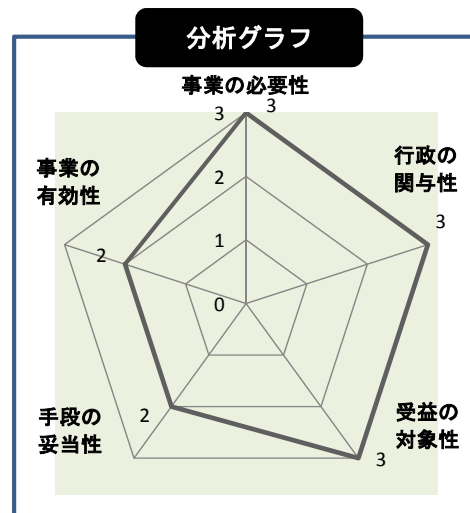 分析グラフ
事業の必要性
3
3
行政の
関与性
3
事業の
有効性
2
2
1
0
手段の
妥当性
2
受益の
対象性
3